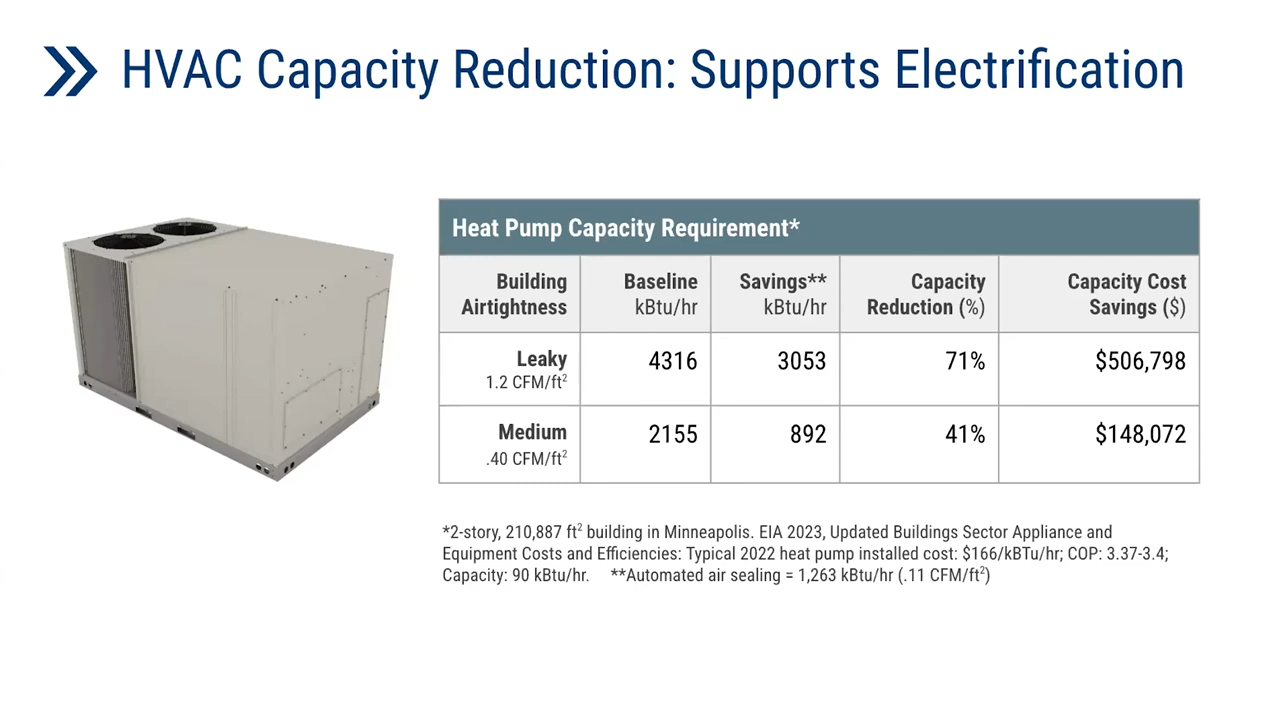 HVAC Capacity Reduction: Supports Electrification
Heat Pump Capacity Requirement*
Building Airtightness Baseline kBtu/hr Savings** kBtu/hr Capacity Reduction (%) Capacity Cost Savings ($)
Leaky 1.2 CFM/ft² 4316 3053 71% $506,798
Medium .40 CFM/ft² 2155 892 41% $148,072
*2-story, 210,887 ft² building in Minneapolis. EIA 2023, Updated Buildings Sector Appliance and
Equipment Costs and Efficiencies: Typical 2022 heat pump installed cost: $166/kBTu/hr; COP: 3.37-3.4;
Capacity: 90 kBtu/hr. **Automated air sealing = 1,263 kBtu/hr (.11 CFM/ft²)